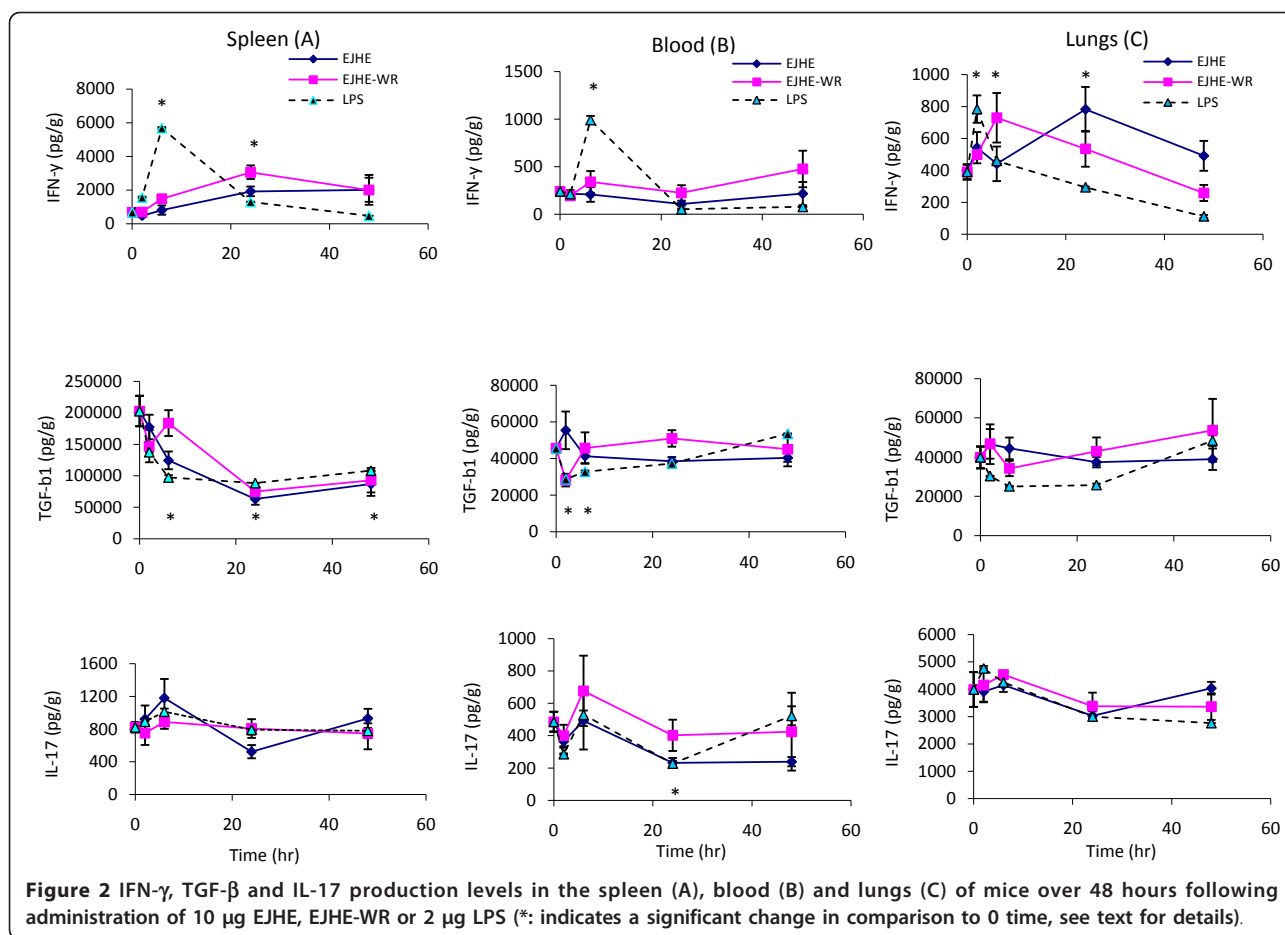 Spleen (A)
EJHE
EJHE-WR
LPS
8000
6000
4000
2000
0
IFN-γ (pg/g)
*
*
0 20 40 60
Blood (B)
EJHE
EJHE-WR
LPS
1500
1000
500
0
IFN-γ (pg/g)
*
0 20 40 60
Lungs (C)
EJHE
EJHE-WR
LPS
1000
800
600
400
200
0
IFN-γ (pg/g)
* * *
0 20 40 60
250000
200000
150000
100000
50000
0
TGF-b1 (pg/g)
* * *
0 20 40 60
80000
60000
40000
20000
0
TGF-b1 (pg/g)
* *
0 20 40 60
80000
60000
40000
20000
0
TGF-b1 (pg/g)
0 20 40 60
1600
1200
800
400
0
IL-17 (pg/g)
0 20 40 60
Time (hr)
1000
800
600
400
200
0
IL-17 (pg/g)
*
0 20 40 60
Time (hr)
6000
5000
4000
3000
2000
1000
0
IL-17 (pg/g)
0 20 40 60
Time (hr)
Figure 2 IFN-γ, TGF-β and IL-17 production levels in the spleen (A), blood (B) and lungs (C) of mice over 48 hours following
administration of 10 μg EJHE, EJHE-WR or 2 μg LPS (*: indicates a significant change in comparison to 0 time, see text for details).